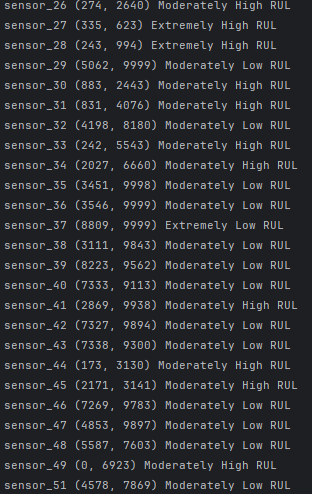 sensor_26 (274, 2640) Moderately High RUL
sensor_27 (335, 623) Extremely High RUL
sensor_28 (243, 994) Extremely High RUL
sensor_29 (5062, 9999) Moderately Low RUL
sensor_30 (883, 2443) Moderately High RUL
sensor_31 (831, 4076) Moderately High RUL
sensor_32 (4198, 8180) Moderately Low RUL
sensor_33 (242, 5543) Moderately High RUL
sensor_34 (2027, 6660) Moderately High RUL
sensor_35 (3451, 9998) Moderately Low RUL
sensor_36 (3546, 9999) Moderately Low RUL
sensor_37 (8809, 9999) Extremely Low RUL
sensor_38 (3111, 9843) Moderately Low RUL
sensor_39 (8223, 9562) Moderately Low RUL
sensor_40 (7333, 9113) Moderately Low RUL
sensor_41 (2869, 9938) Moderately High RUL
sensor_42 (7327, 9894) Moderately Low RUL
sensor_43 (7338, 9300) Moderately Low RUL
sensor_44 (173, 3130) Moderately High RUL
sensor_45 (2171, 3141) Moderately High RUL
sensor_46 (7269, 9783) Moderately Low RUL
sensor_47 (4853, 9897) Moderately Low RUL
sensor_48 (5587, 7603) Moderately Low RUL
sensor_49 (0, 6923) Moderately High RUL
sensor_51 (4578, 7869) Moderately Low RUL